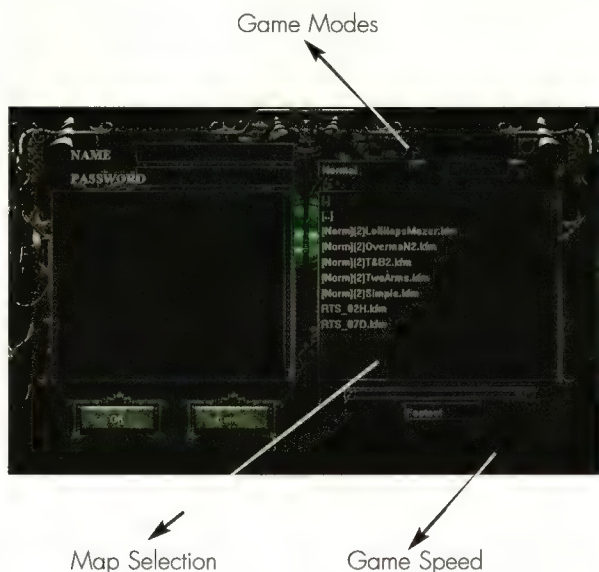 Game Modes
NAME
PASSWORD
Normal
[.]
[..]
[Norm](2)LollilapsMazer.ldm
[Norm](2)OvermaN2.ldm
[Norm](2)T&B2.ldm
[Norm](2)TwoArms.ldm
[Norm](2)Simple.ldm
RTS_02H.ldm
RTS_07D.ldm
OK
Fastest
Map Selection
Game Speed